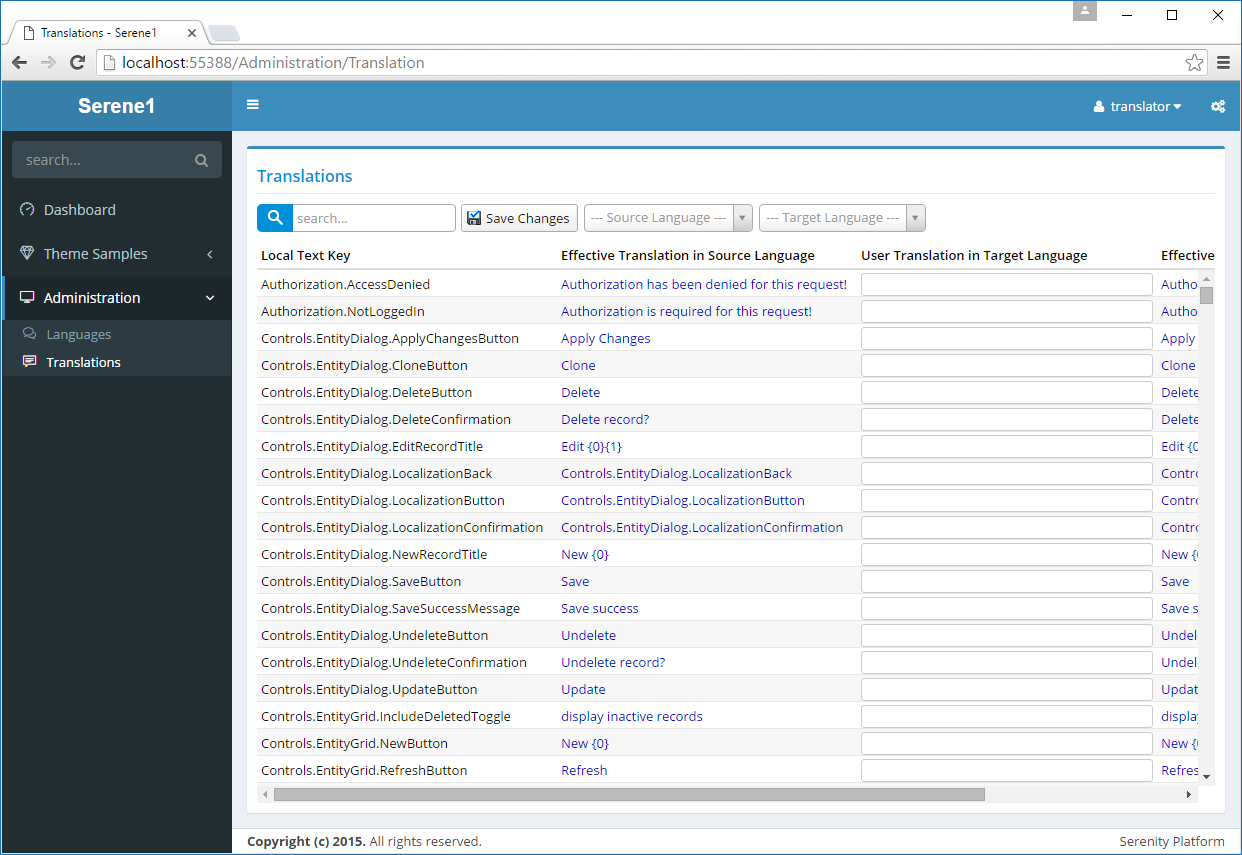 Translations - Serene1
localhost:55388/Administration/Translation
Serene1
translator
search...
Dashboard
Theme Samples
Administration
Languages
Translations
Translations
search... Save Changes --- Source Language --- --- Target Language ---
Local Text Key Effective Translation in Source Language User Translation in Target Language Effective
Authorization.AccessDenied Authorization has been denied for this request! Autho
Authorization.NotLoggedIn Authorization is required for this request! Autho
Controls.EntityDialog.ApplyChangesButton Apply Changes Apply
Controls.EntityDialog.CloneButton Clone Clone
Controls.EntityDialog.DeleteButton Delete Delete
Controls.EntityDialog.DeleteConfirmation Delete record? Delete
Controls.EntityDialog.EditRecordTitle Edit {0}{1} Edit {0
Controls.EntityDialog.LocalizationBack Controls.EntityDialog.LocalizationBack Contro
Controls.EntityDialog.LocalizationButton Controls.EntityDialog.LocalizationButton Contro
Controls.EntityDialog.LocalizationConfirmation Controls.EntityDialog.LocalizationConfirmation Contro
Controls.EntityDialog.NewRecordTitle New {0} New {
Controls.EntityDialog.SaveButton Save Save
Controls.EntityDialog.SaveSuccessMessage Save success Save s
Controls.EntityDialog.UndeleteButton Undelete Undel
Controls.EntityDialog.UndeleteConfirmation Undelete record? Undel
Controls.EntityDialog.UpdateButton Update Updat
Controls.EntityGrid.IncludeDeletedToggle display inactive records displa
Controls.EntityGrid.NewButton New {0} New {
Controls.EntityGrid.RefreshButton Refresh Refres
Copyright (c) 2015. All rights reserved. Serenity Platform